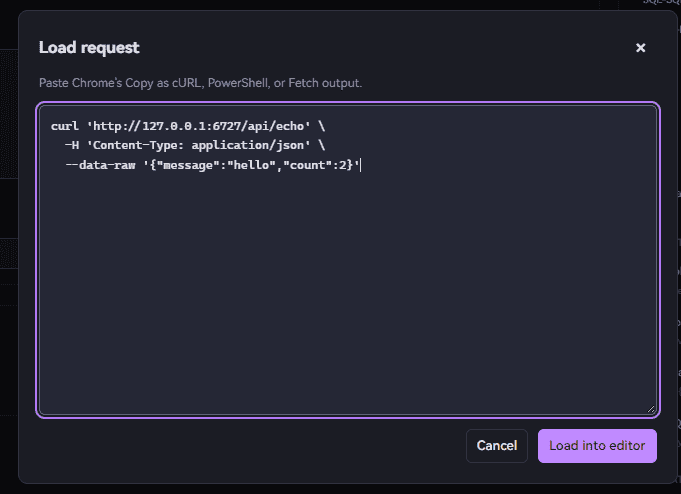 Load request
×
Paste Chrome's Copy as cURL, PowerShell, or Fetch output.
curl 'http://127.0.0.1:6727/api/echo' \
  -H 'Content-Type: application/json' \
  --data-raw '{"message":"hello","count":2}'
Cancel
Load into editor